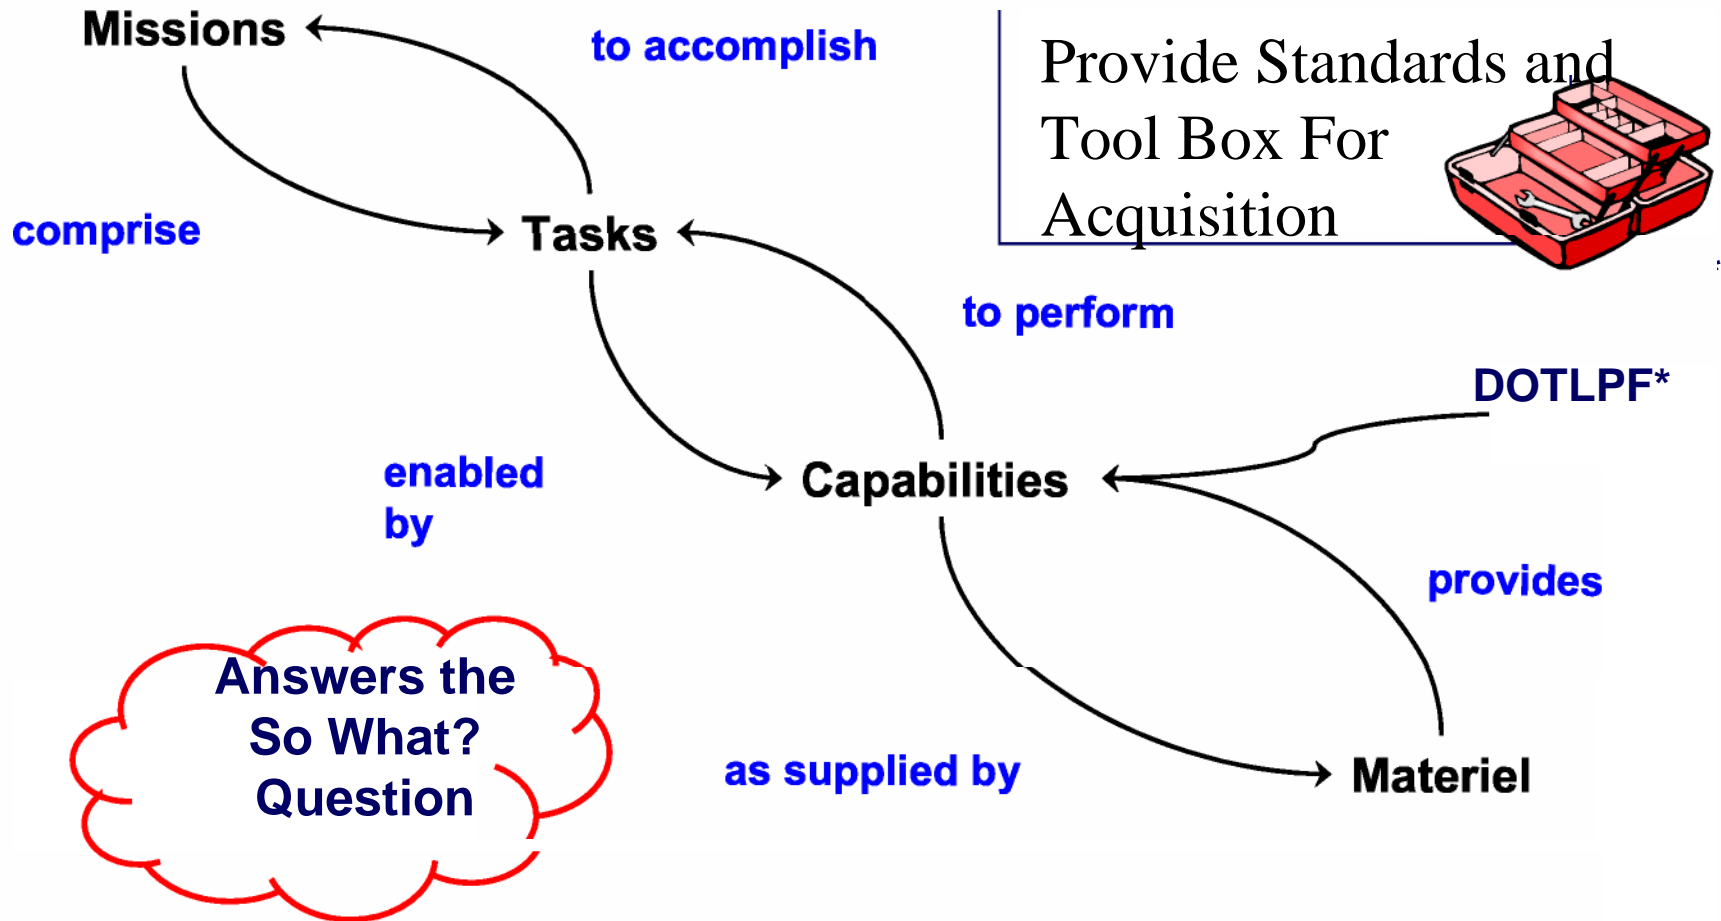 Missions
to accomplish
Provide Standards and
Tool Box For
Acquisition
comprise
Tasks
to perform
DOTLPF*
enabled
by
Capabilities
provides
Answers the
So What?
Question
as supplied by
Materiel